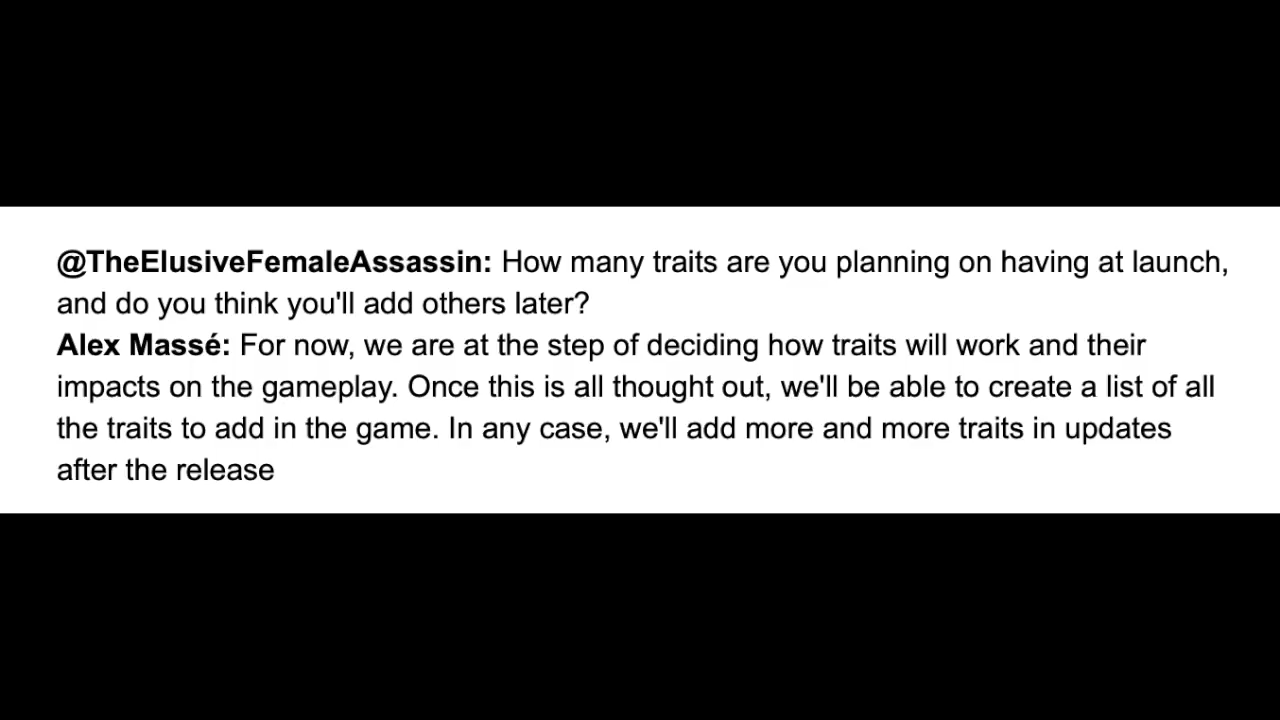 @TheElusiveFemaleAssassin: How many traits are you planning on having at launch,
and do you think you'll add others later?
Alex Massé: For now, we are at the step of deciding how traits will work and their
impacts on the gameplay. Once this is all thought out, we'll be able to create a list of all
the traits to add in the game. In any case, we'll add more and more traits in updates
after the release